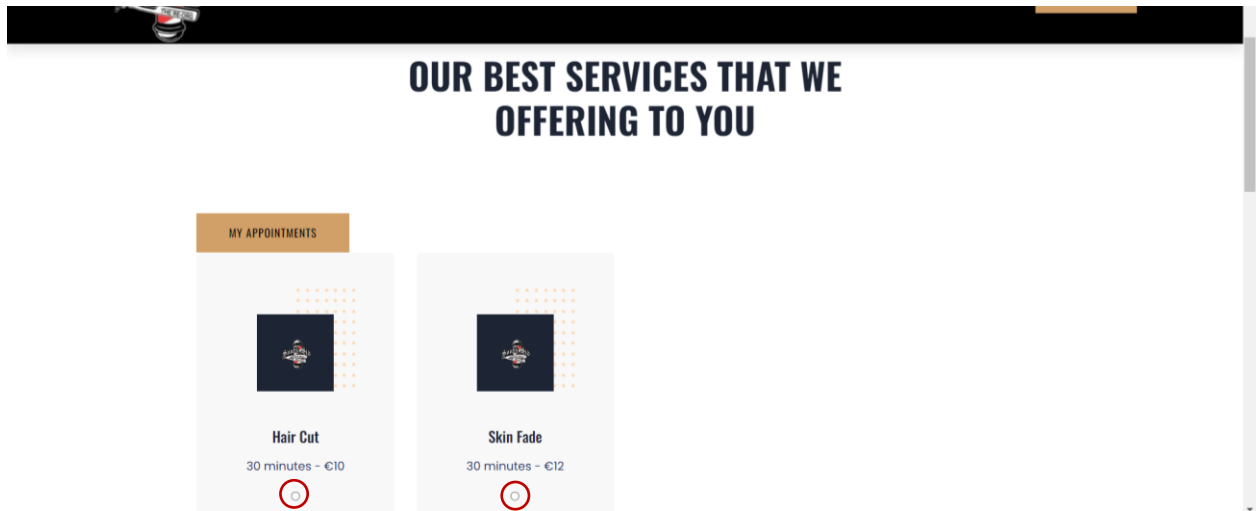 OUR BEST SERVICES THAT WE
OFFERING TO YOU
MY APPOINTMENTS
Hair Cut
Skin Fade
30 minutes - €10
30 minutes - €12